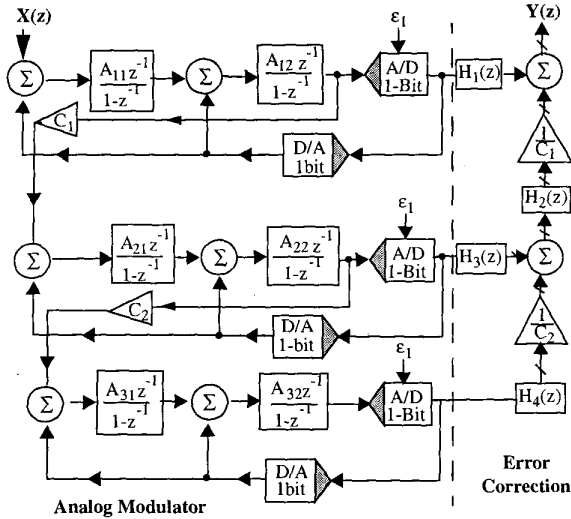 X(z)
Y(z)
ε₁
Σ
A₁₁z⁻¹
1-z⁻¹
Σ
A₁₂ z⁻¹
1-z⁻¹
A/D
1-Bit
H₁(z)
Σ
C₁
D/A
1bit
1
C₁
H₂(z)
ε₁
Σ
A₂₁z⁻¹
1-z⁻¹
Σ
A₂₂ z⁻¹
1-z⁻¹
A/D
1-Bit
H₃(z)
Σ
C₂
D/A
1-bit
1
C₂
ε₁
Σ
A₃₁z⁻¹
1-z⁻¹
Σ
A₃₂z⁻¹
1-z⁻¹
A/D
1-Bit
H₄(z)
D/A
1bit
Analog Modulator
Error
Correction